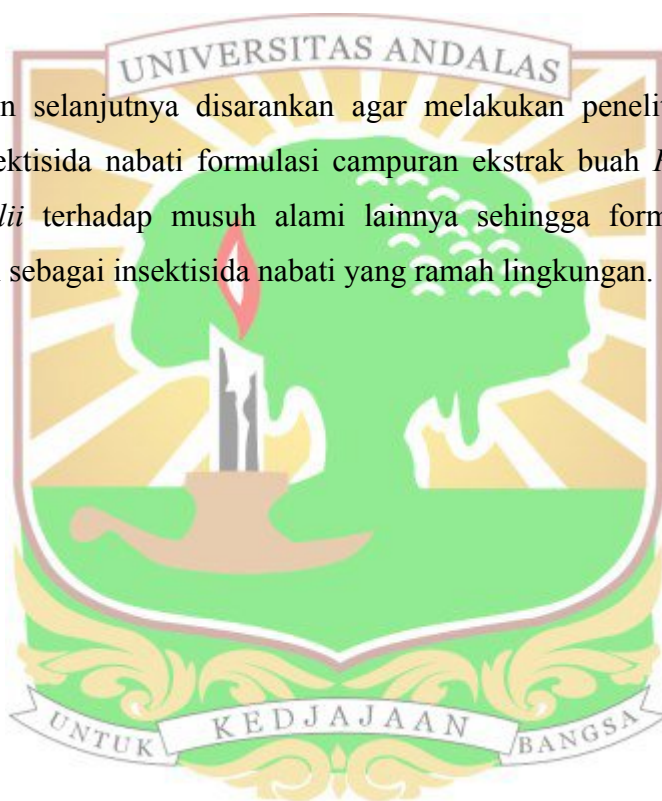 UNIVERSITAS ANDALAS
n selanjutnya disarankan agar melakukan penelit
ektisida nabati formulasi campuran ekstrak buah
lii terhadap musuh alami lainnya sehingga form
sebagai insektisida nabati yang ramah lingkungan.
UNTUK KEDJAJAAN BANGSA